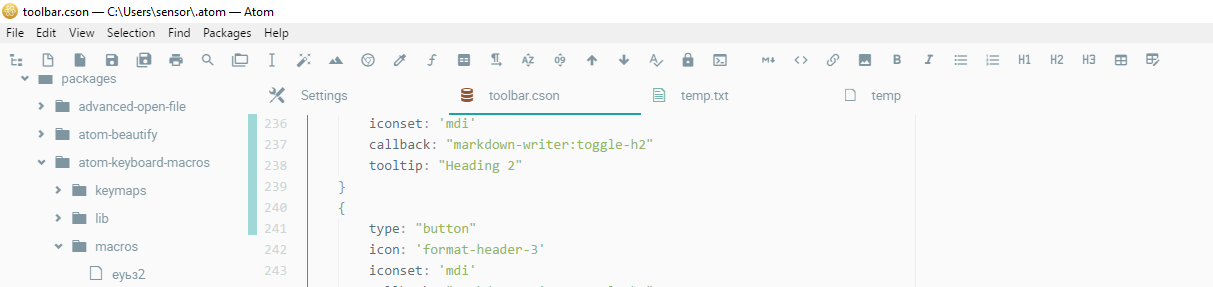 toolbar.cson — C:\Users\sensor\.atom — Atom
File Edit View Selection Find Packages Help
AZ 09 M B I H1 H2 H3
packages
Settings toolbar.cson temp.txt temp
advanced-open-file
atom-beautify
atom-keyboard-macros
keymaps
lib
macros
еуьз2
236 iconset: 'mdi'
237 callback: "markdown-writer:toggle-h2"
238 tooltip: "Heading 2"
239 }
240 {
241 type: "button"
242 icon: 'format-header-3'
243 iconset: 'mdi'